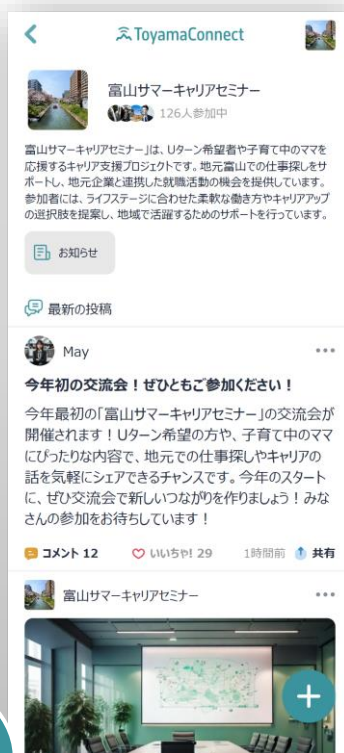 ToyamaConnect
富山サマーキャリアセミナー
126人参加中
富山サマーキャリアセミナー」は、Uターン希望者や子育て中のママを
応援するキャリア支援プロジェクトです。地元富山での仕事探しをサ
ポートし、地元企業と連携した就職活動の機会を提供しています。
参加者には、ライフステージに合わせた柔軟な働き方やキャリアアップ
の選択肢を提案し、地域で活躍するためのサポートを行っています。
お知らせ
最新の投稿
May
今年初の交流会！ぜひともご参加ください！
今年最初の「富山サマーキャリアセミナー」の交流会が
開催されます！Uターン希望の方や、子育て中のママ
にぴったりな内容で、地元での仕事探しやキャリアの
話を気軽にシェアできるチャンスです。今年のスタート
に、ぜひ交流会で新しいつながりを作りましょう！みな
さんの参加をお待ちしています！
コメント 12 いいちゃ! 29 1時間前 共有
富山サマーキャリアセミナー